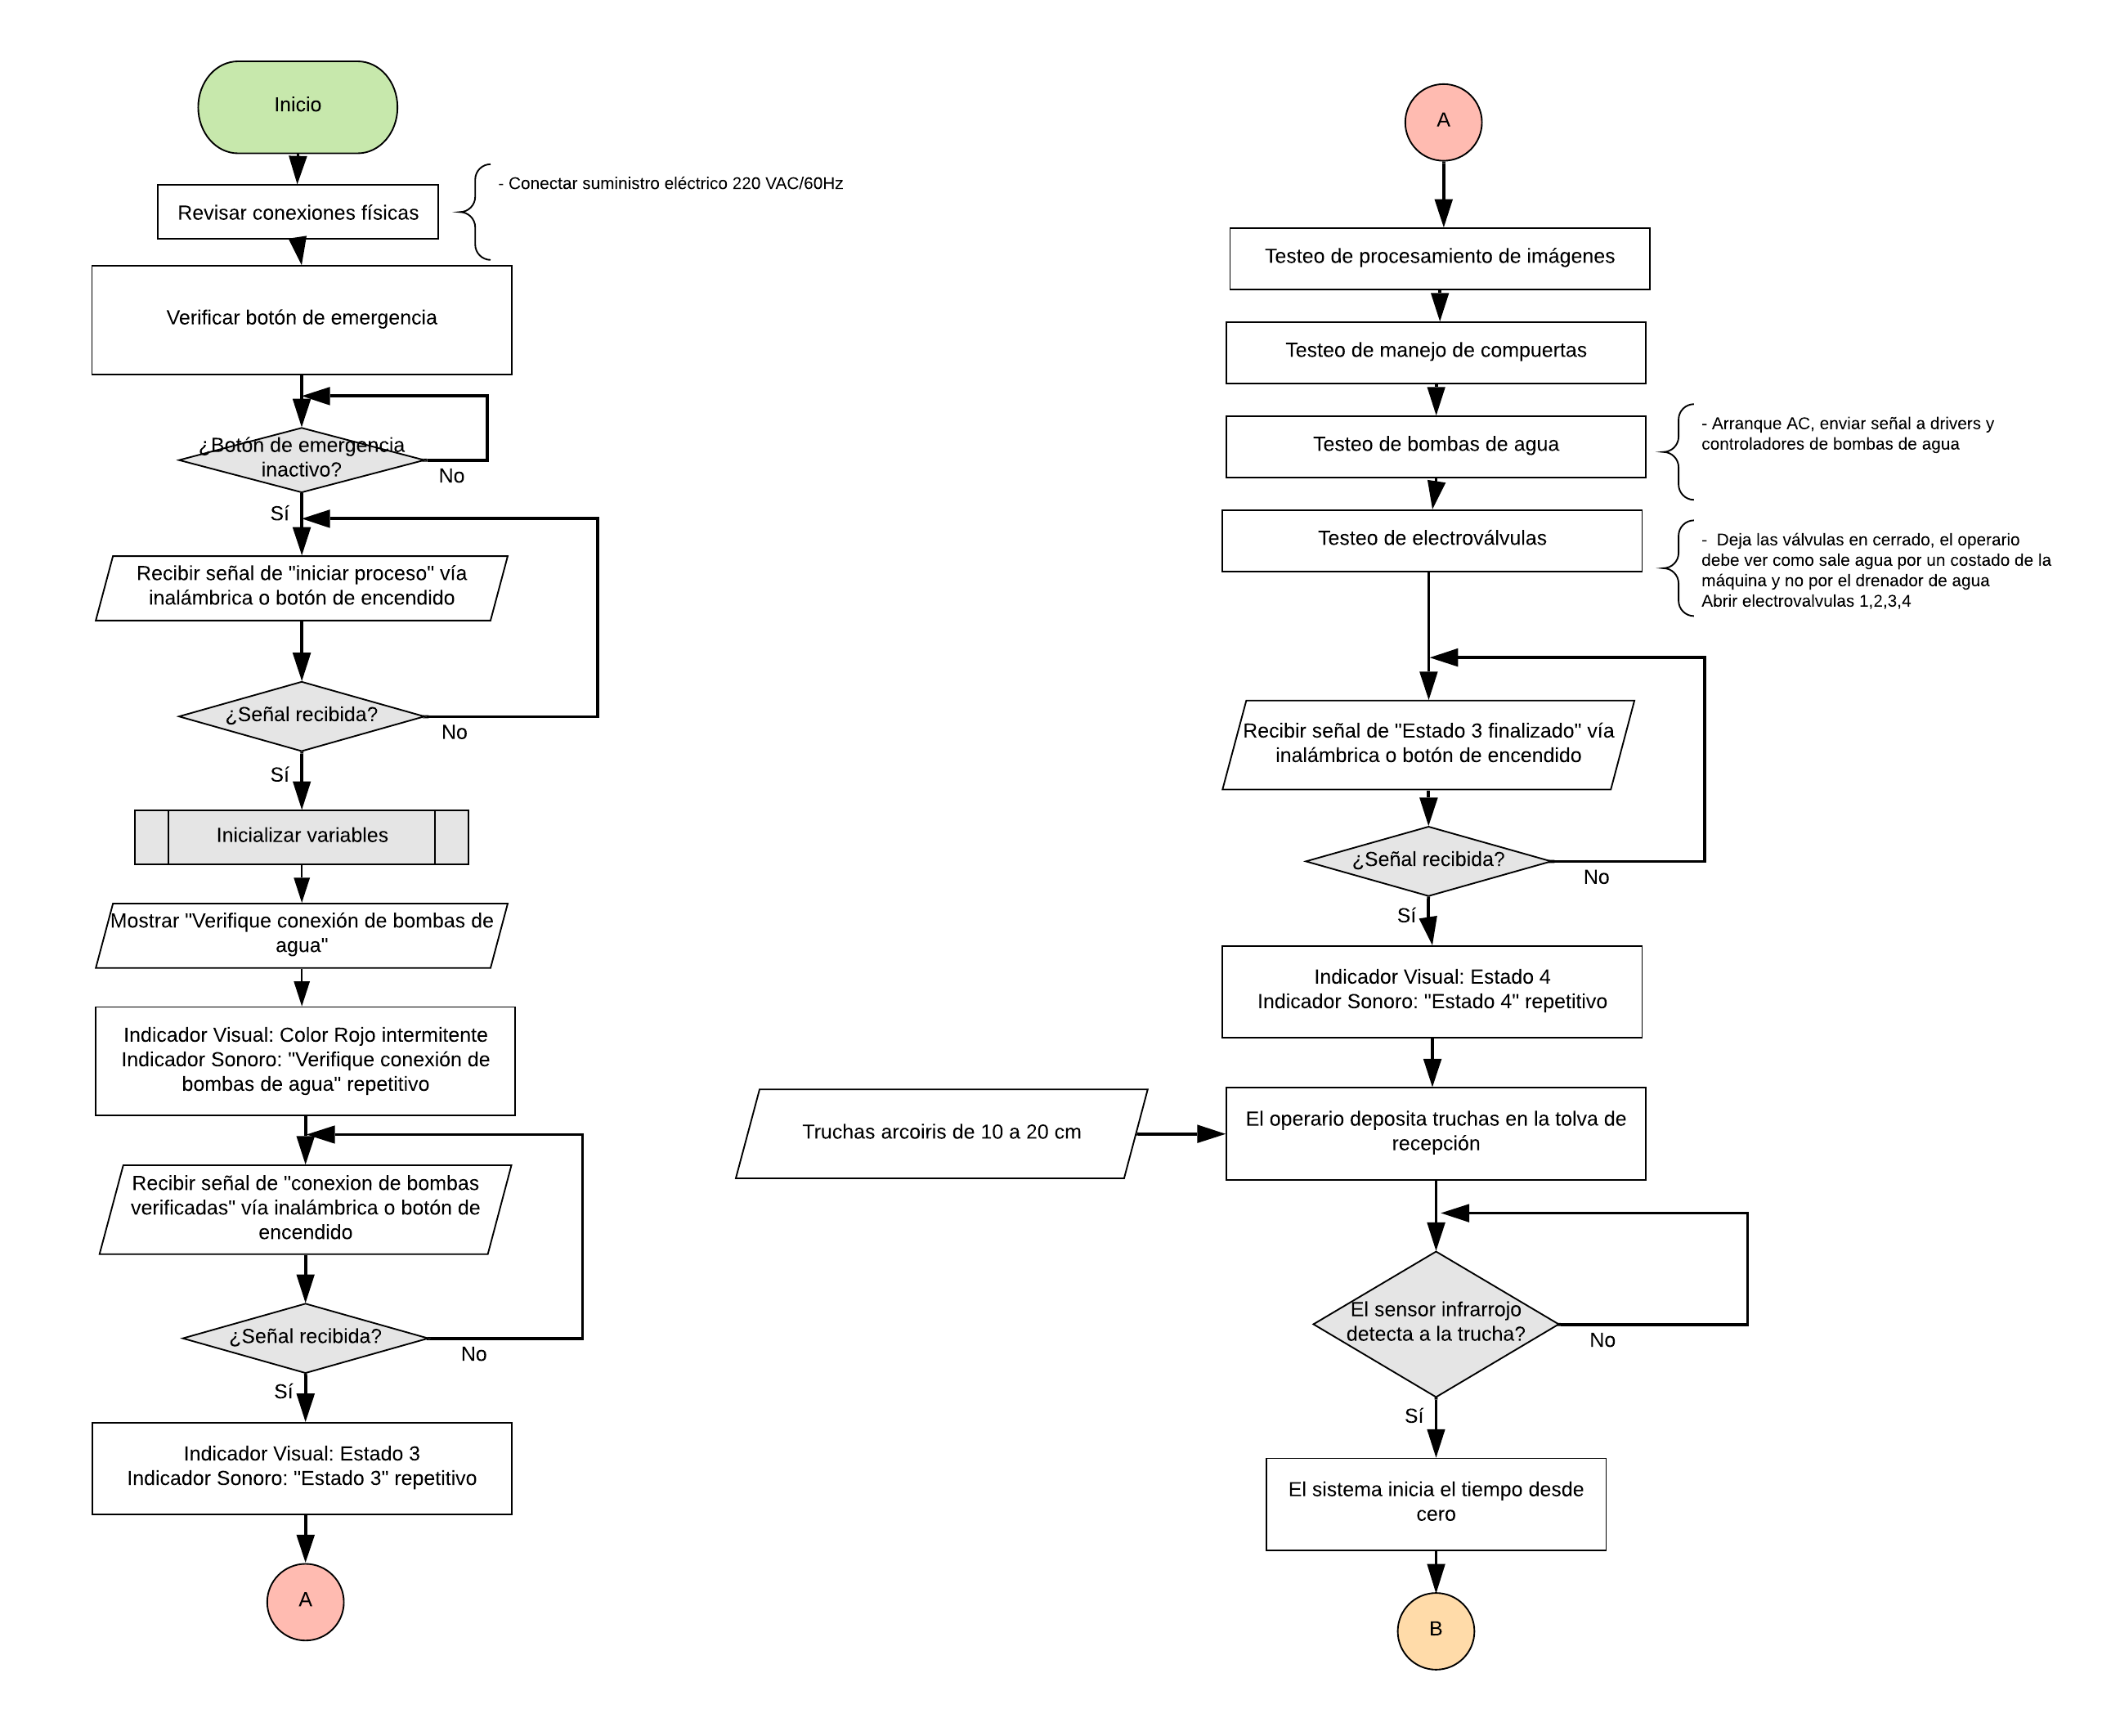 Inicio
- Conectar suministro eléctrico 220 VAC/60Hz
Revisar conexiones físicas
Verificar botón de emergencia
¿Botón de emergencia
inactivo?
No
Sí
Recibir señal de "iniciar proceso" vía
inalámbrica o botón de encendido
¿Señal recibida?
No
Sí
Inicializar variables
Mostrar "Verifique conexión de bombas de
agua"
Indicador Visual: Color Rojo intermitente
Indicador Sonoro: "Verifique conexión de
bombas de agua" repetitivo
Recibir señal de "conexion de bombas
verificadas" vía inalámbrica o botón de
encendido
¿Señal recibida?
No
Sí
Indicador Visual: Estado 3
Indicador Sonoro: "Estado 3" repetitivo
A
A
Testeo de procesamiento de imágenes
Testeo de manejo de compuertas
Testeo de bombas de agua
- Arranque AC, enviar señal a drivers y
controladores de bombas de agua
Testeo de electroválvulas
- Deja las válvulas en cerrado, el operario
debe ver como sale agua por un costado de la
máquina y no por el drenador de agua
Abrir electrovalvulas 1,2,3,4
Recibir señal de "Estado 3 finalizado" vía
inalámbrica o botón de encendido
¿Señal recibida?
No
Sí
Indicador Visual: Estado 4
Indicador Sonoro: "Estado 4" repetitivo
Truchas arcoiris de 10 a 20 cm
El operario deposita truchas en la tolva de
recepción
El sensor infrarrojo
detecta a la trucha?
No
Sí
El sistema inicia el tiempo desde
cero
B